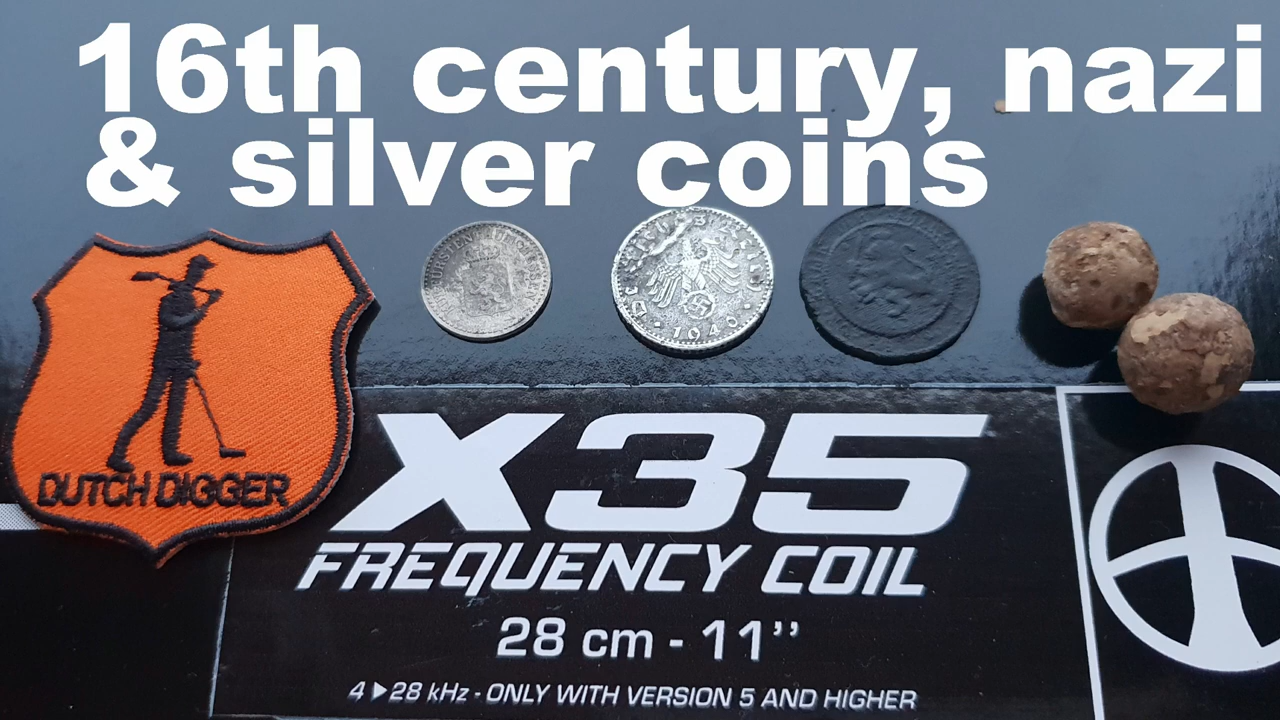 16th century, nazi
& silver coins
1940
DUTCH DIGGER
X35
FREQUENCY COIL
28 cm - 11’’
4▶28 kHz - ONLY WITH VERSION 5 AND HIGHER